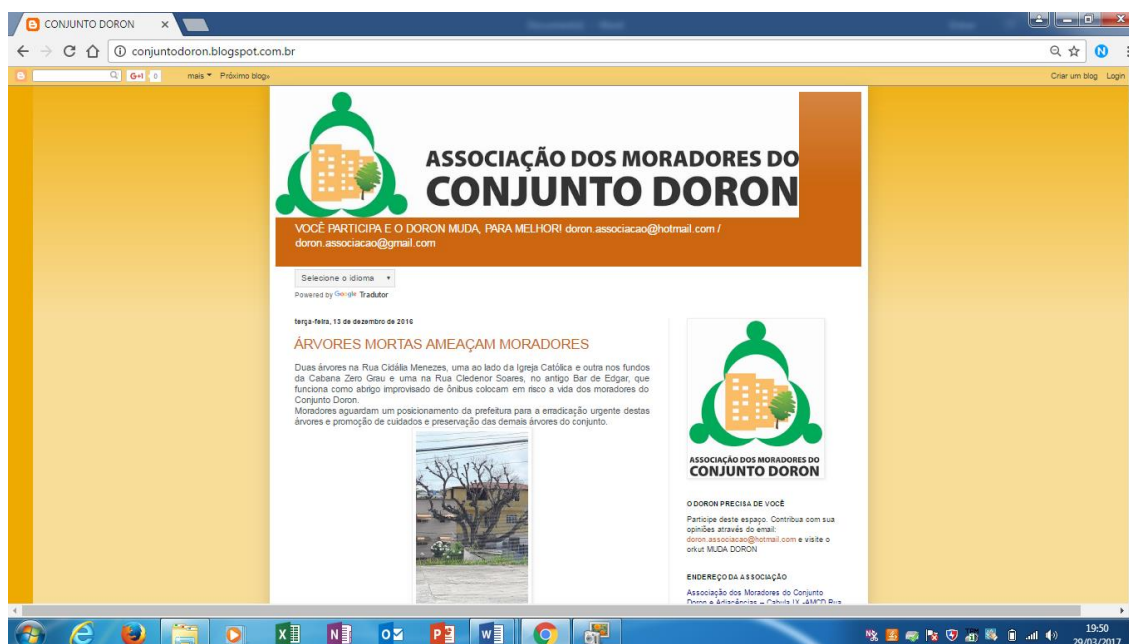 CONJUNTO DORON
conjuntodoron.blogspot.com.br
G+1 0 mais Próximo blog» Criar um blog Login
ASSOCIAÇÃO DOS MORADORES DO
CONJUNTO DORON
VOCÊ PARTICIPA E O DORON MUDA, PARA MELHOR! doron.associacao@hotmail.com /
doron.associacao@gmail.com
Selecione o idioma
Powered by Google Tradutor
terça-feira, 13 de dezembro de 2016
ÁRVORES MORTAS AMEAÇAM MORADORES
Duas árvores na Rua Cidália Menezes, uma ao lado da Igreja Católica e outra nos fundos
da Cabana Zero Grau e uma na Rua Cledenor Soares, no antigo Bar de Edgar, que
funciona como abrigo improvisado de ônibus colocam em risco a vida dos moradores do
Conjunto Doron.
Moradores aguardam um posicionamento da prefeitura para a erradicação urgente destas
árvores e promoção de cuidados e preservação das demais árvores do conjunto.
ASSOCIAÇÃO DOS MORADORES DO
CONJUNTO DORON
O DORON PRECISA DE VOCÊ
Participe deste espaço. Contribua com sua
opiniões através do email:
doron.associacao@hotmail.com e visite o
orkut MUDA DORON
ENDEREÇO DA ASSOCIAÇÃO
Associação dos Moradores do Conjunto
Doron e Adjacências – Cabula IX -AMCD Rua
19:50
29/03/2017